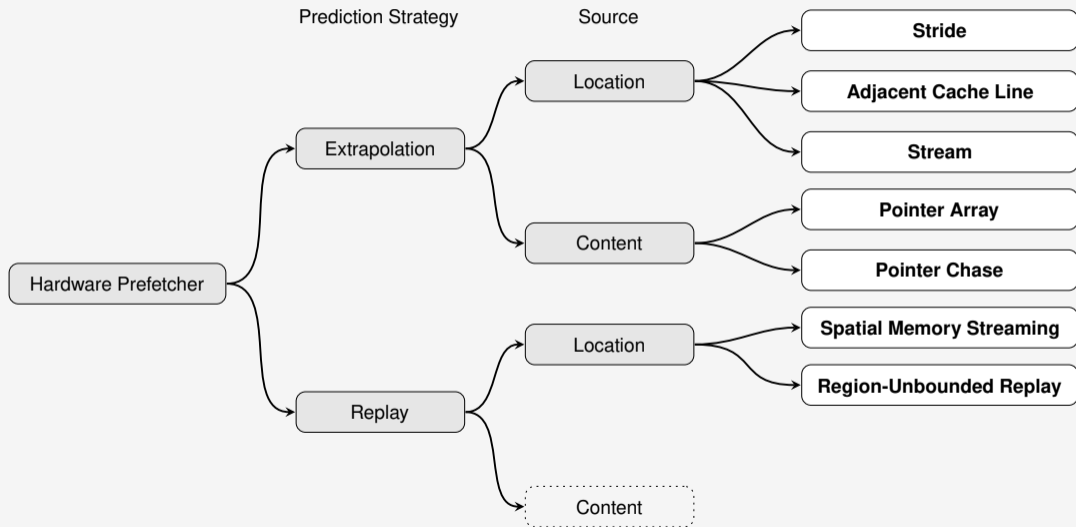 Prediction Strategy
Source
Stride
Location
Adjacent Cache Line
Extrapolation
Stream
Pointer Array
Content
Pointer Chase
Hardware Prefetcher
Spatial Memory Streaming
Location
Region-Unbounded Replay
Replay
Content